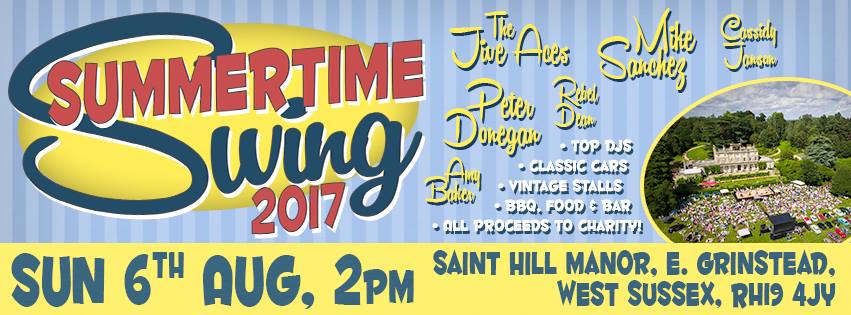 SUMMERTIME
Swing
2017
The
Jive Aces
Mike
Sanchez
Cassidy
Janson
Peter
Donegan
Rebel
Dean
Amy
Baker
• TOP DJS
• CLASSIC CARS
• VINTAGE STALLS
• BBQ, FOOD & BAR
• ALL PROCEEDS TO CHARITY!
SUN 6TH AUG, 2PM
SAINT HILL MANOR, E. GRINSTEAD,
WEST SUSSEX, RH19 4JY